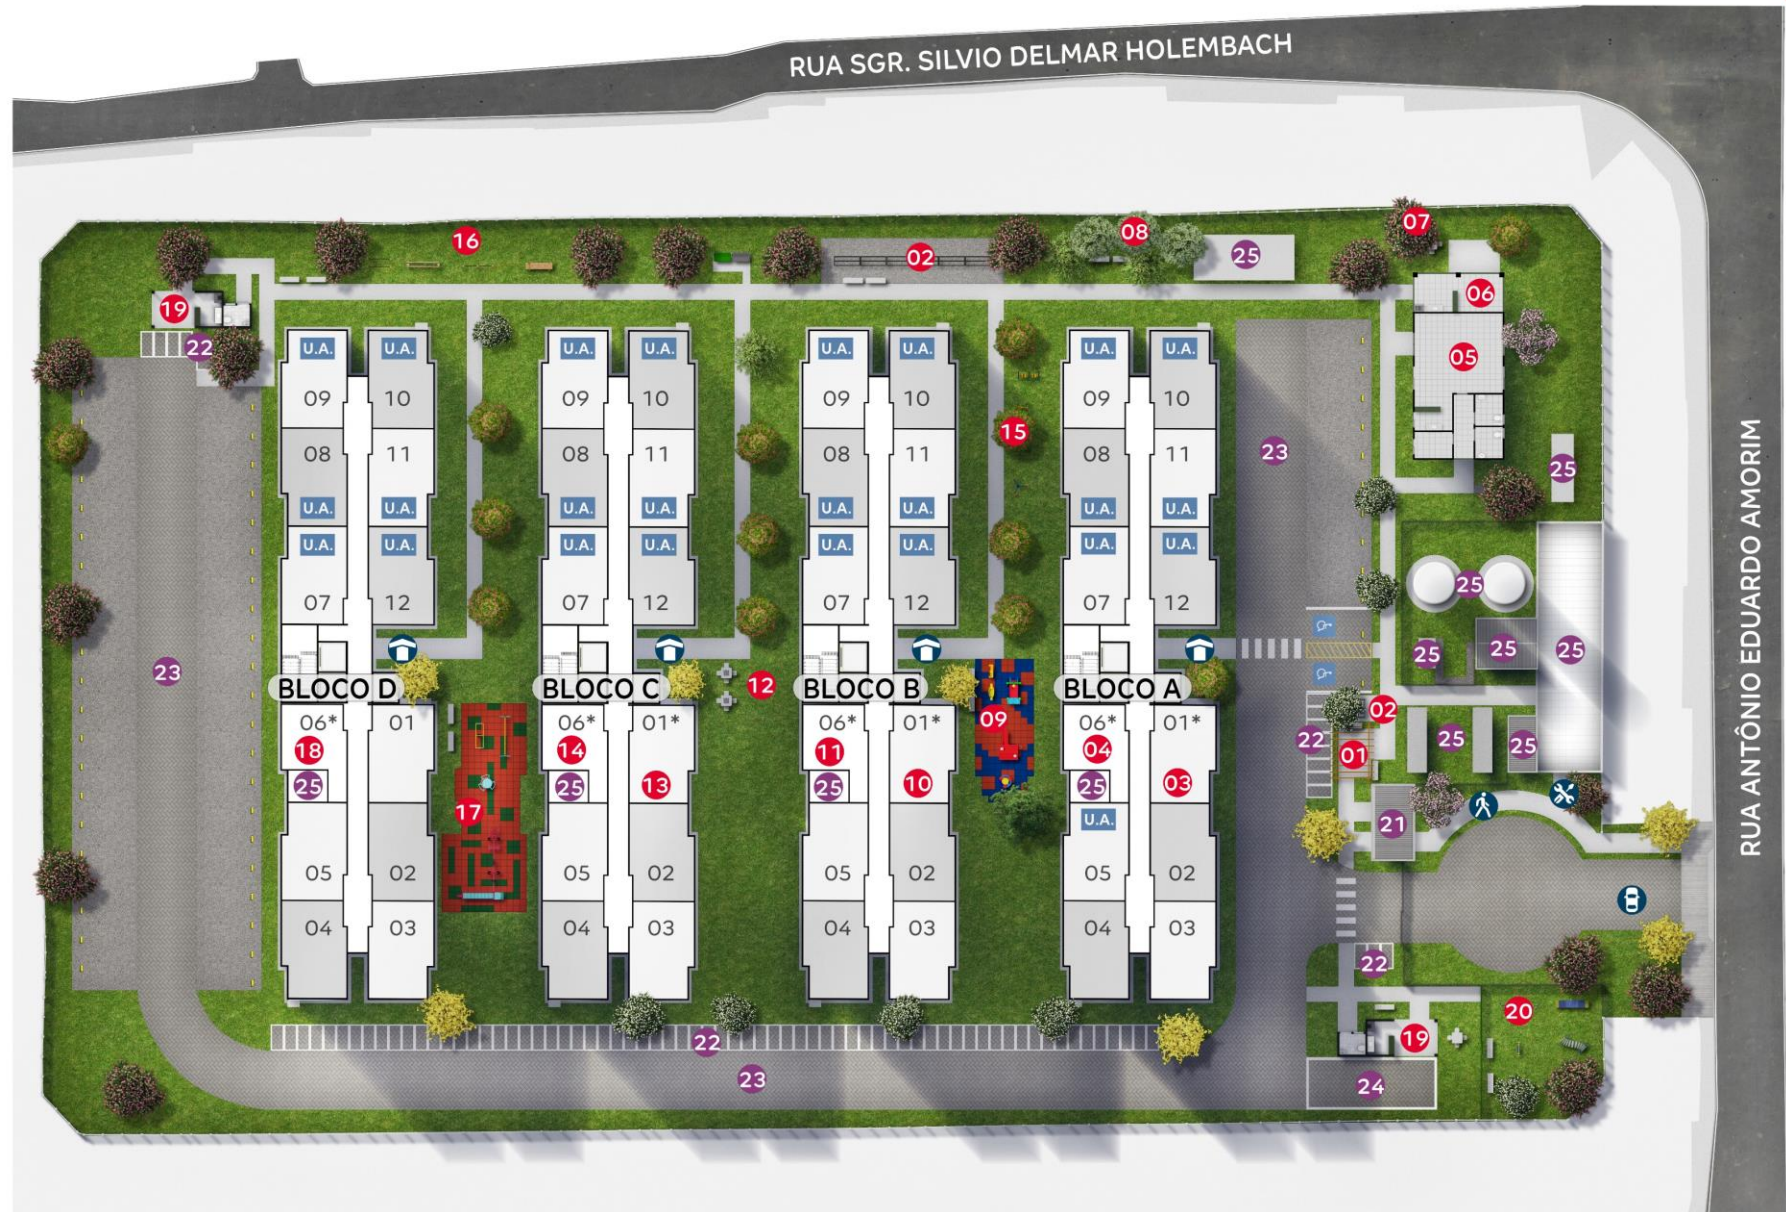 RUA SGR. SILVIO DELMAR HOLEMBACH
RUA ANTÔNIO EDUARDO AMORIM
16
02
08
25
07
19
22
06
05
25
15
23
23
U.A. U.A. U.A. U.A. U.A. U.A. U.A. U.A.
09 10 09 10 09 10 09 10
08 11 08 11 08 11 08 11
U.A. U.A. U.A. U.A. U.A. U.A. U.A. U.A.
U.A. U.A. U.A. U.A. U.A. U.A. U.A. U.A.
07 12 07 12 07 12 07 12
25
25 25 25
BLOCO D BLOCO C BLOCO B BLOCO A
12
06* 01 06* 01* 06* 01* 06* 01*
09
02
18 14 11 04
22 01 25 25
25 25 13 25 10 25 03
17
U.A.
21
05 02 05 02 05 02 05 02
04 03 04 03 04 03 04 03
22
20
22
19
23
24